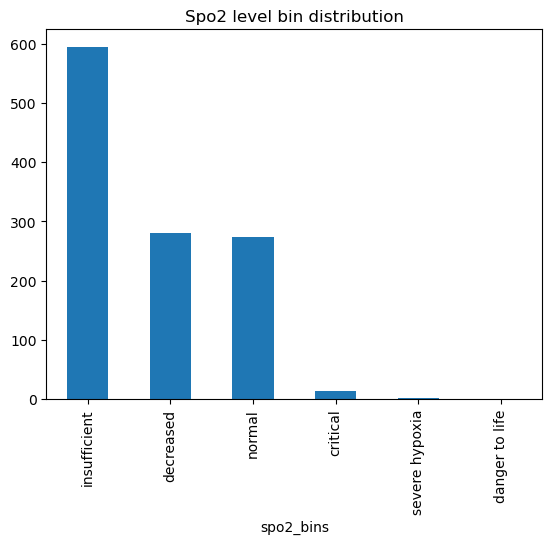 Spo2 level bin distribution
600
500
400
300
200
100
0
insufficient
decreased
normal
critical
severe hypoxia
danger to life
spo2_bins